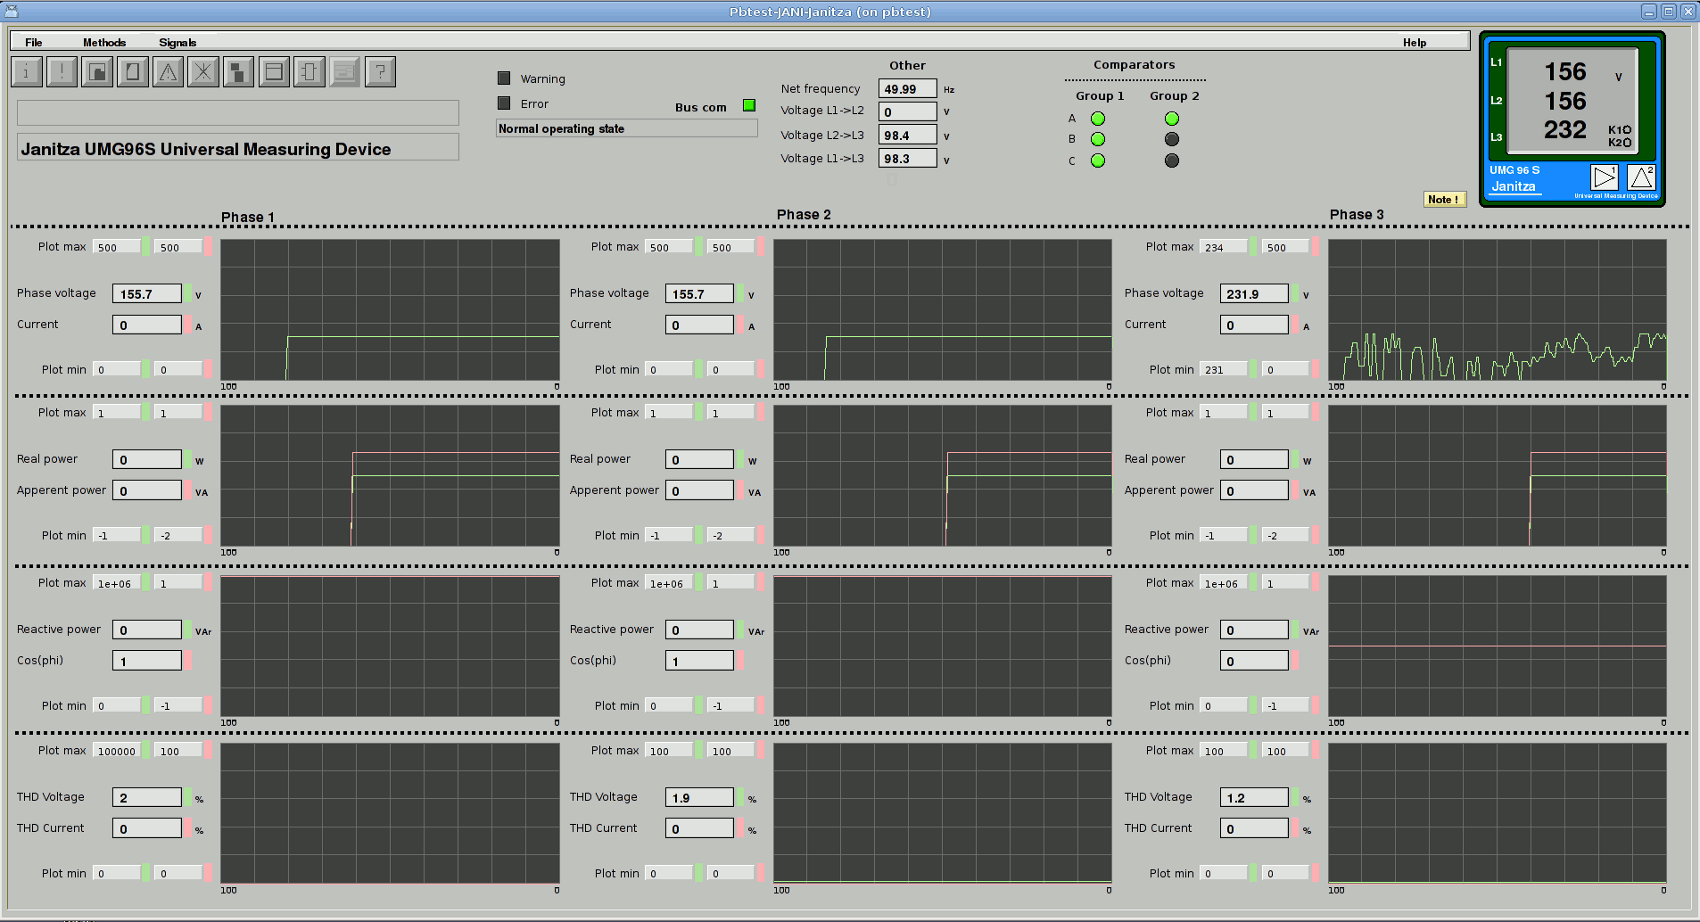 Pbtest-JANI-Janitza (on pbtest)
File Methods Signals Help
Warning
Error
Bus com
Normal operating state
Janitza UMG96S Universal Measuring Device
Other
Net frequency 49.99 Hz
Voltage L1->L2 0 V
Voltage L2->L3 98.4 V
Voltage L1->L3 98.3 V
Comparators
Group 1 Group 2
A
B
C
L1 156 V
L2 156
L3 232 K1O
K2O
UMG 96 S 1 2
Janitza Universal Measuring Device
Note !
Phase 1 Phase 2 Phase 3
Plot max 500 500 Plot max 500 500 Plot max 234 500
Phase voltage 155.7 V Phase voltage 155.7 V Phase voltage 231.9 V
Current 0 A Current 0 A Current 0 A
Plot min 0 0 Plot min 0 0 Plot min 231 0
100 0 100 0 100 0
Plot max 1 1 Plot max 1 1 Plot max 1 1
Real power 0 W Real power 0 W Real power 0 W
Apperent power 0 VA Apperent power 0 VA Apperent power 0 VA
Plot min -1 -2 Plot min -1 -2 Plot min -1 -2
100 0 100 0 100 0
Plot max 1e+06 1 Plot max 1e+06 1 Plot max 1e+06 1
Reactive power 0 VAr Reactive power 0 VAr Reactive power 0 VAr
Cos(phi) 1 Cos(phi) 1 Cos(phi) 0
Plot min 0 -1 Plot min 0 -1 Plot min 0 -1
100 0 100 0 100 0
Plot max 100000 100 Plot max 100 100 Plot max 100 100
THD Voltage 2 % THD Voltage 1.9 % THD Voltage 1.2 %
THD Current 0 % THD Current 0 % THD Current 0 %
Plot min 0 0 Plot min 0 0 Plot min 0 0
100 0 100 0 100 0